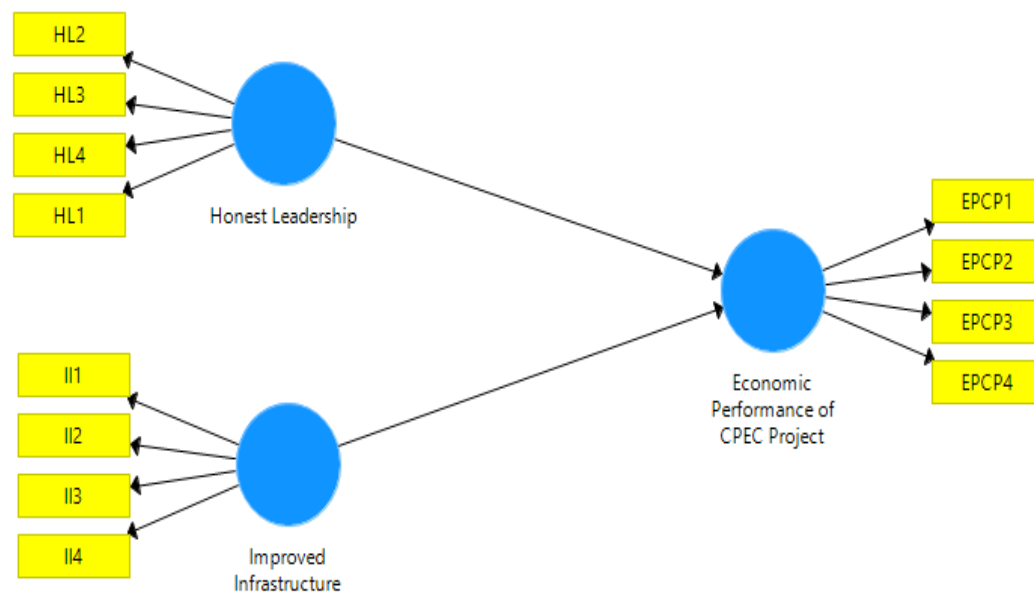 HL2
HL3
HL4
HL1
Honest Leadership
EPCP1
EPCP2
EPCP3
EPCP4
Economic
Performance of
CPEC Project
II1
II2
II3
II4
Improved
Infrastructure